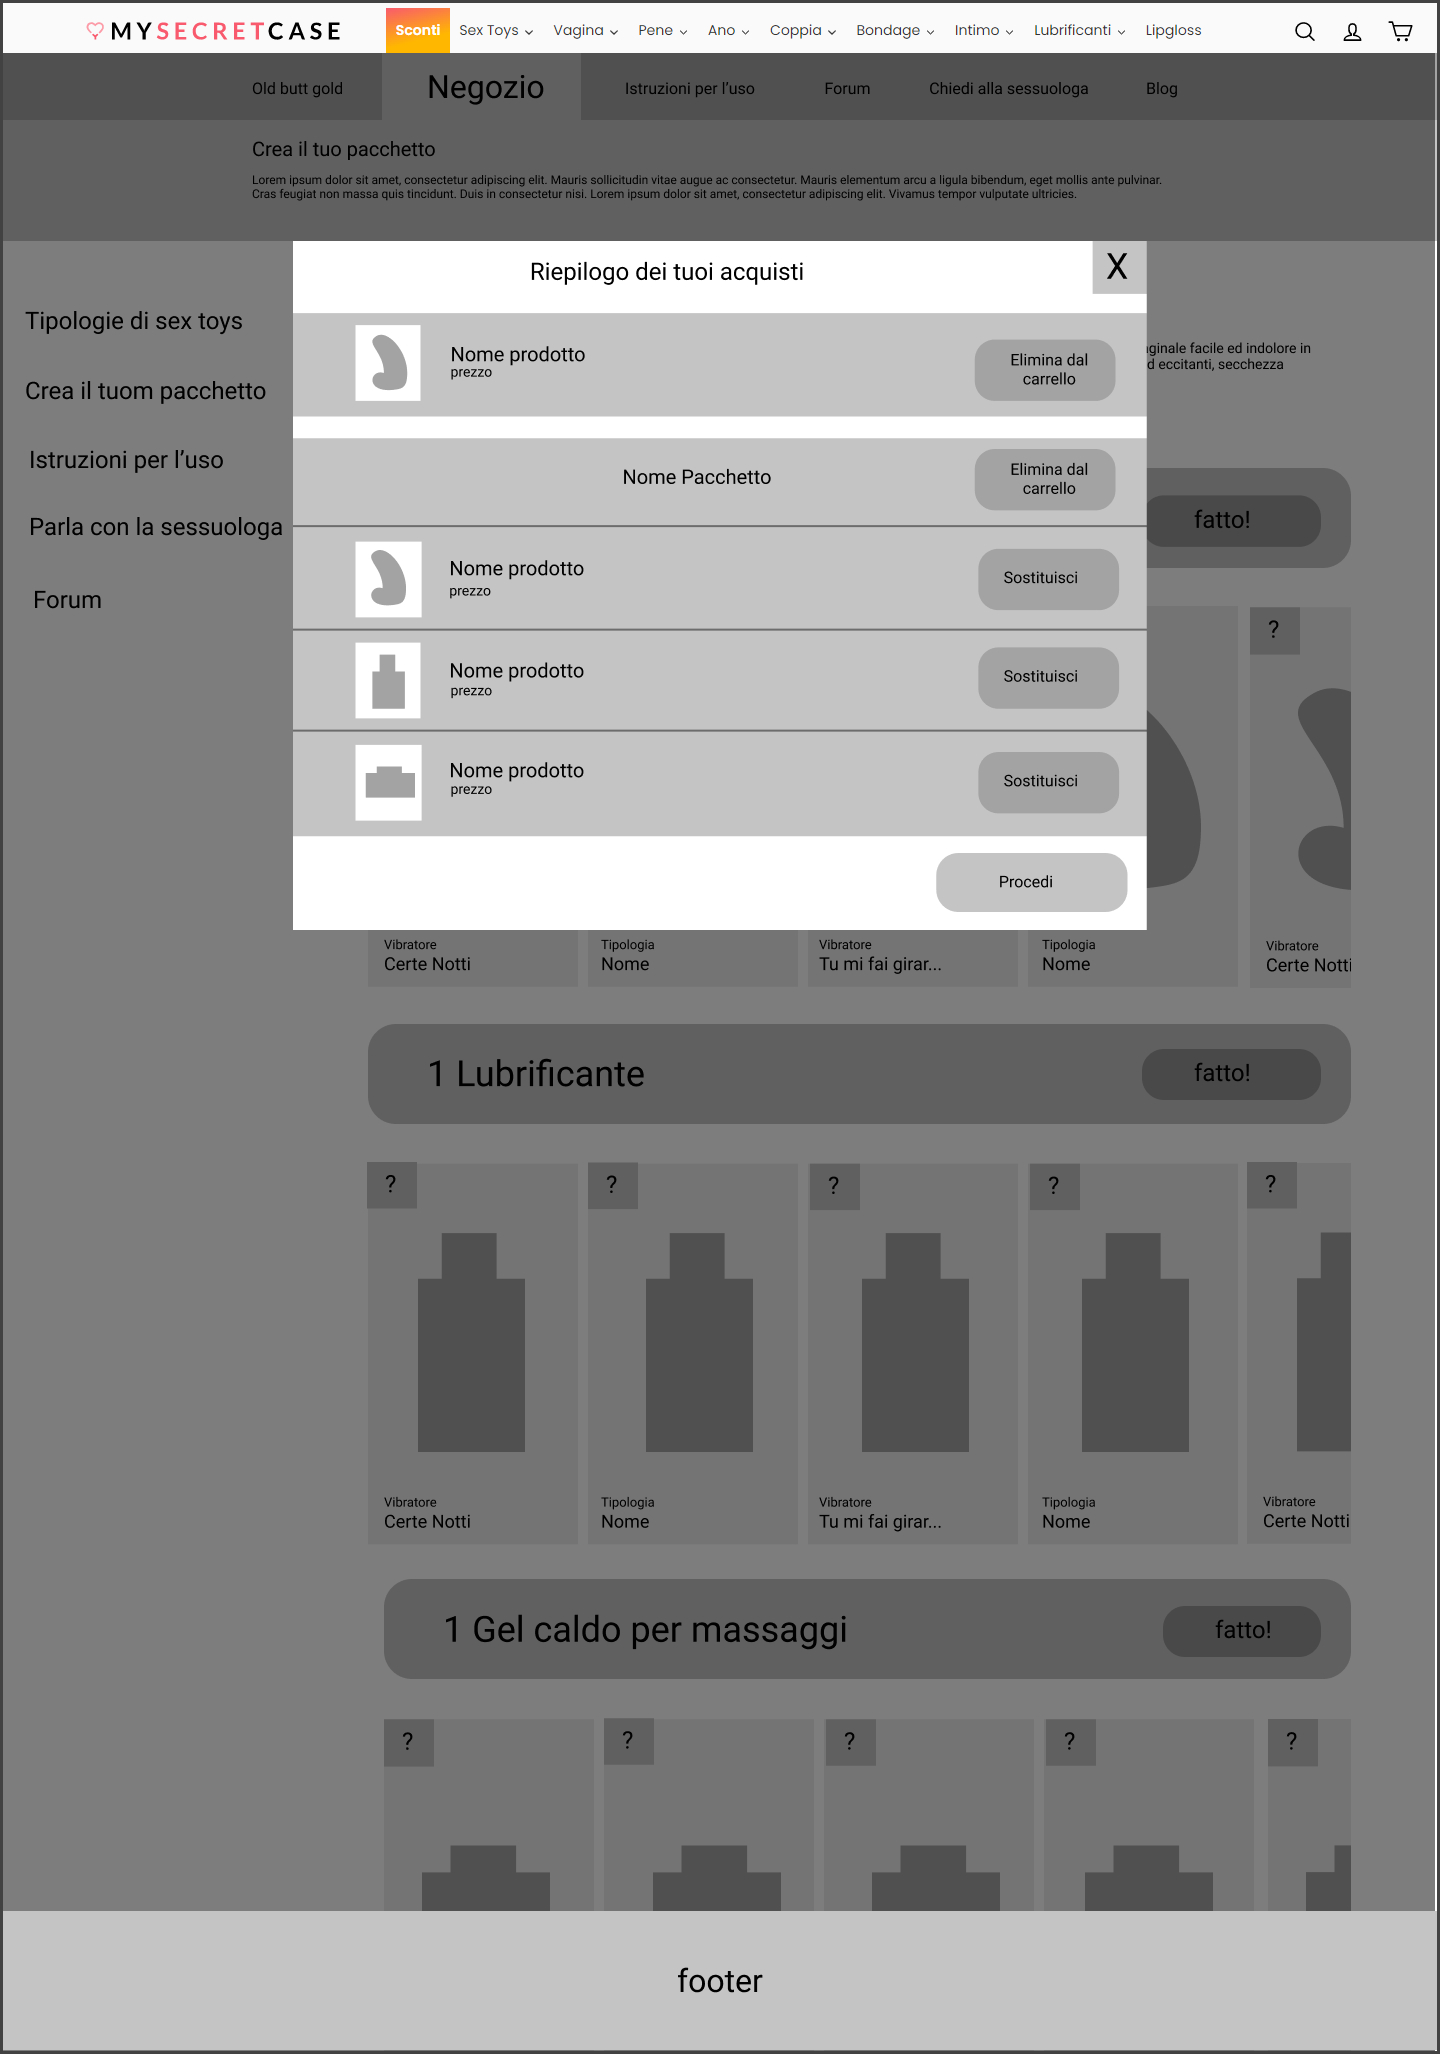 MYSECRETCASE
Sconti Sex Toys Vagina Pene Ano Coppia Bondage Intimo Lubrificanti Lipgloss
Old butt gold Negozio Istruzioni per l'uso Forum Chiedi alla sessuologa Blog
Crea il tuo pacchetto
Lorem ipsum dolor sit amet, consectetur adipiscing elit. Mauris sollicitudin vitae augue ac consectetur. Mauris elementum arcu a ligula bibendum, eget mollis ante pulvinar.
Cras feugiat non massa quis tincidunt. Duis in consectetur nisi. Lorem ipsum dolor sit amet, consectetur adipiscing elit. Vivamus tempor vulputate ultricies.
Tipologie di sex toys
Crea il tuom pacchetto
Istruzioni per l'uso
Parla con la sessuologa
Forum
Riepilogo dei tuoi acquisti
X
Nome prodotto
prezzo
Elimina dal
carrello
Nome Pacchetto
Elimina dal
carrello
Nome prodotto
prezzo
Sostituisci
Nome prodotto
prezzo
Sostituisci
Nome prodotto
prezzo
Sostituisci
Procedi
facile ed indolore in
eccitanti, secchezza
fatto!
?
Vibratore
Certe Notti
Tipologia
Nome
Vibratore
Tu mi fai girar...
Tipologia
Nome
Vibratore
Certe Notti
1 Lubrificante
fatto!
? ? ? ? ?
Vibratore
Certe Notti
Tipologia
Nome
Vibratore
Tu mi fai girar...
Tipologia
Nome
Vibratore
Certe Notti
1 Gel caldo per massaggi
fatto!
? ? ? ? ?
footer